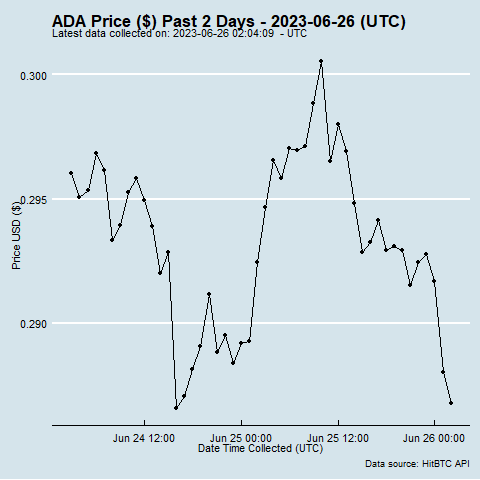 ADA Price ($) Past 2 Days - 2023-06-26 (UTC)
Latest data collected on: 2023-06-26 02:04:09 - UTC
0.300
0.295
0.290
Price USD ($)
Jun 24 12:00
Jun 25 00:00
Jun 25 12:00
Jun 26 00:00
Date Time Collected (UTC)
Data source: HitBTC API